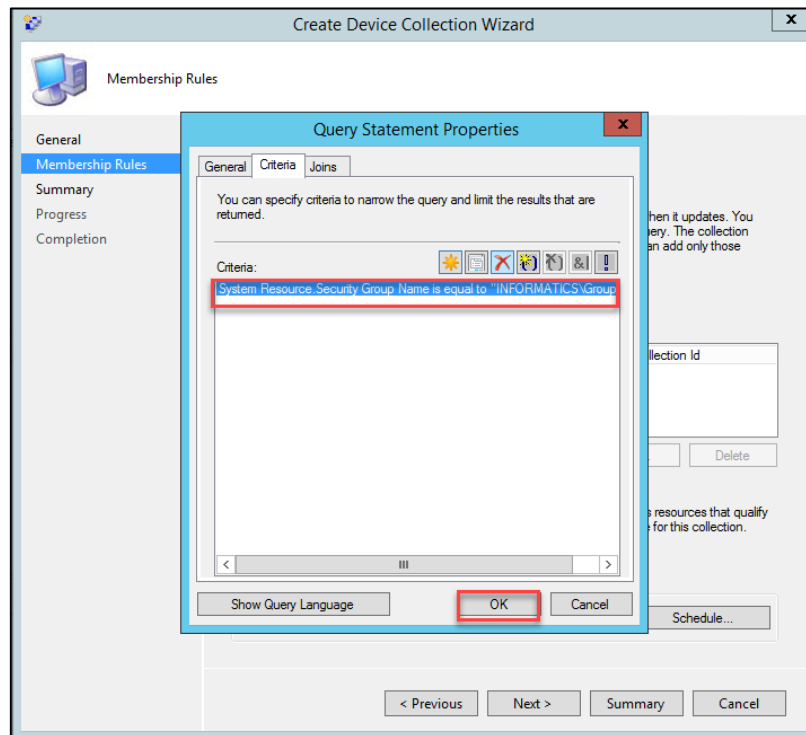 Create Device Collection Wizard
x
Membership Rules
General
Membership Rules
Summary
Progress
Completion
Query Statement Properties
x
General
Criteria
Joins
You can specify criteria to narrow the query and limit the results that are
returned.
Criteria:
&|
!
System Resource.Security Group Name is equal to "INFORMATICS\Group
< III >
Show Query Language
OK
Cancel
hen it updates. You
ery. The collection
an add only those
llection Id
Delete
s resources that qualify
for this collection.
Schedule...
< Previous
Next >
Summary
Cancel